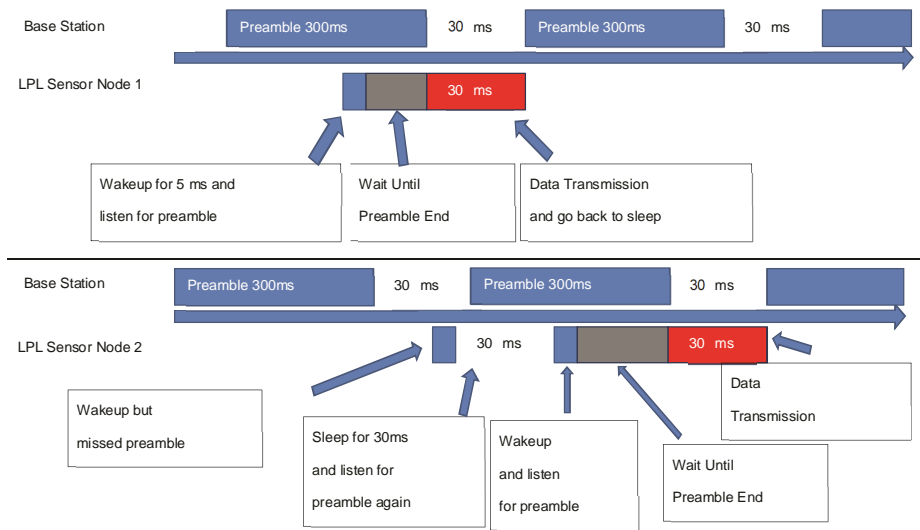 Base Station
Preamble 300ms
30 ms
Preamble 300ms
30 ms
LPL Sensor Node 1
30 ms
Wakeup for 5 ms and
listen for preamble
Wait Until
Preamble End
Data Transmission
and go back to sleep
Base Station
Preamble 300ms
30 ms
Preamble 300ms
30 ms
LPL Sensor Node 2
30 ms
30 ms
Wakeup but
missed preamble
Sleep for 30ms
and listen for
preamble again
Wakeup
and listen
for preamble
Wait Until
Preamble End
Data
Transmission